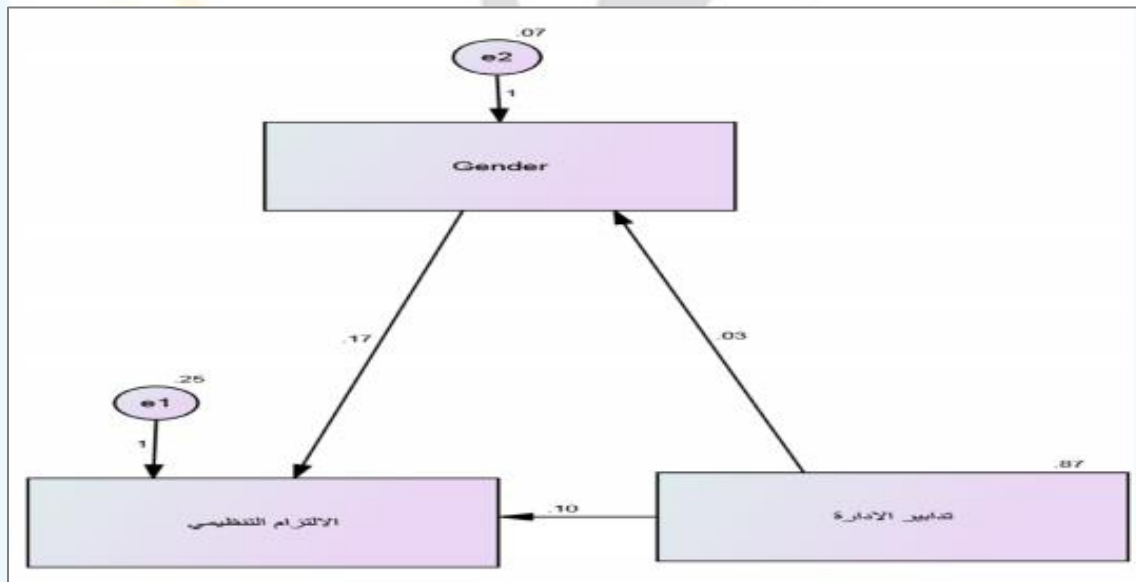 .07
e2
1
Gender
.17
.03
.25
e1
1
.87
الالتزام التنظيمي
.10
تدابير الادارة